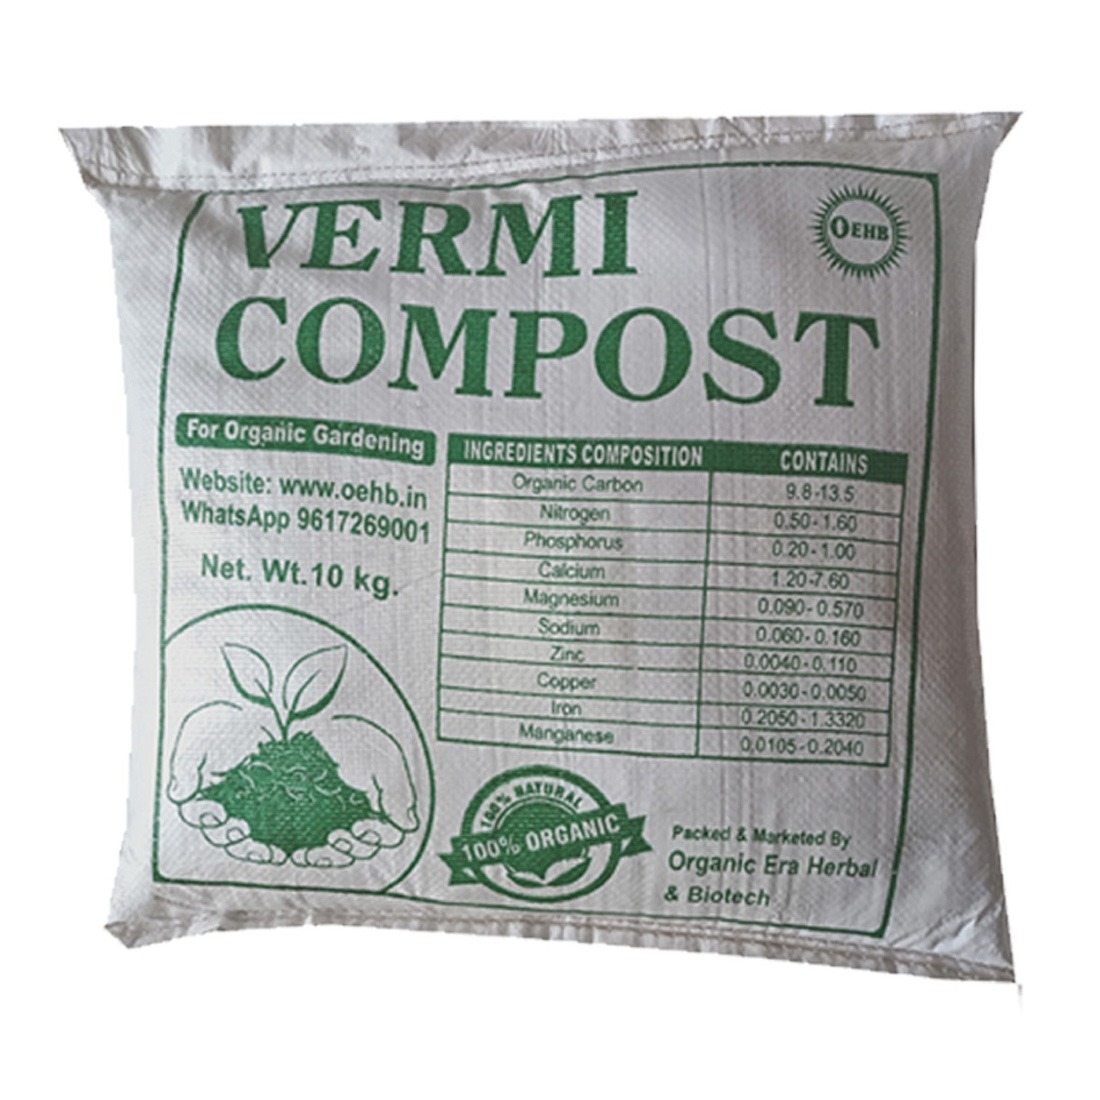 VERMI
COMPOST
OEHB
For Organic Gardening
Website: www.oehb.in
WhatsApp 9617269001
Net. Wt.10 kg.
INGREDIENTS COMPOSITION CONTAINS
Organic Carbon 9.8-13.5
Nitrogen 0.50-1.60
Phosphorus 0.20-1.00
Calcium 1.20-7.60
Magnesium 0.090-0.570
Sodium 0.060-0.160
Zinc 0.0040-0.110
Copper 0.0030-0.0050
Iron 0.2050-1.3320
Manganese 0.0105-0.2040
100% NATURAL
100% ORGANIC
Packed & Marketed By
Organic Era Herbal
& Biotech